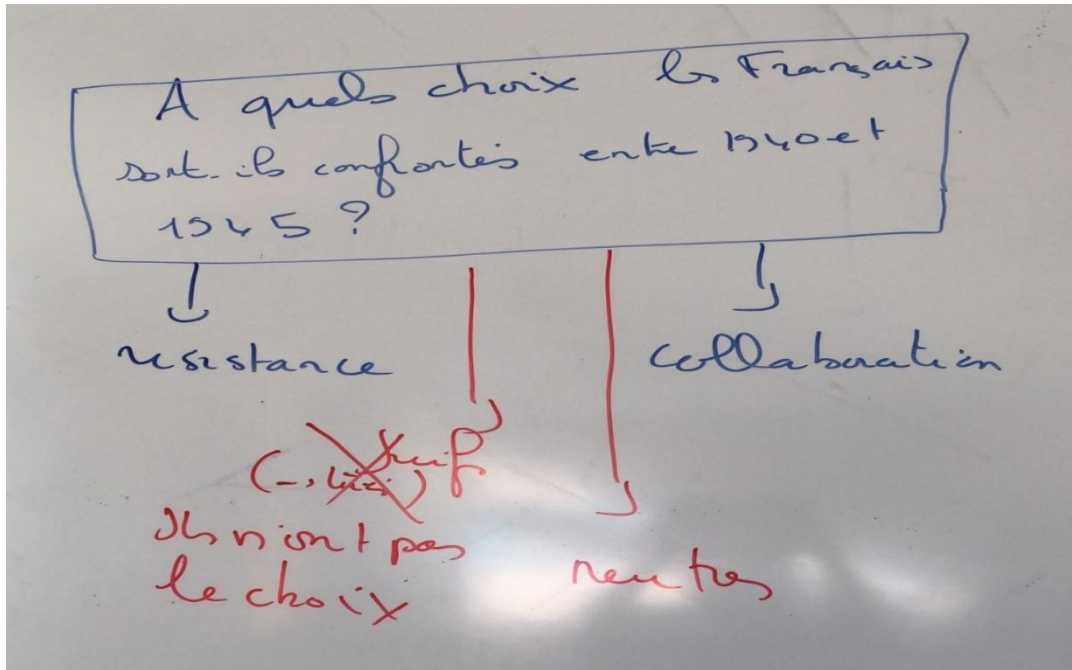 A quels choix les Français
sont-ils confrontés entre 1940 et
1945 ?
resistance
collaboration
Juif
Ils n'ont pas
le choix
neutres